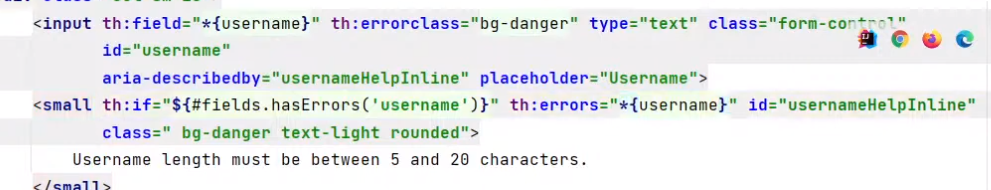 <input th:field="*{username}" th:errorclass="bg-danger" type="text" class="form-control"
id="username"
aria-describedby="usernameHelpInline" placeholder="Username">
<small th:if="${#fields.hasErrors('username')}" th:errors="*{username}" id="usernameHelpInline"
class=" bg-danger text-light rounded">
Username length must be between 5 and 20 characters.
</small>